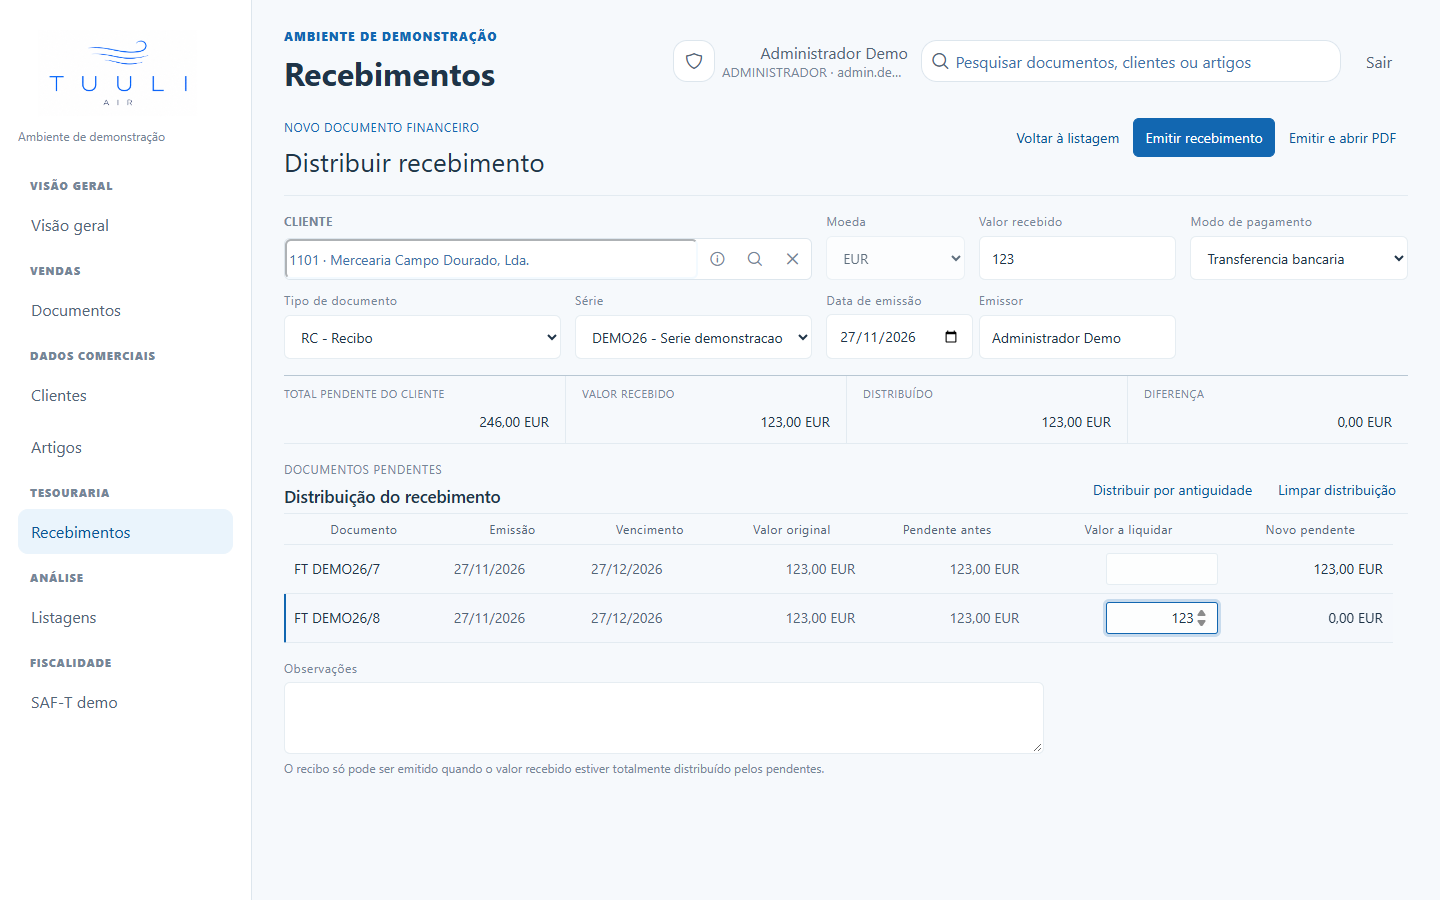 TUULI
AIR
Ambiente de demonstração
VISÃO GERAL
Visão geral
VENDAS
Documentos
DADOS COMERCIAIS
Clientes
Artigos
TESOURARIA
Recebimentos
ANÁLISE
Listagens
FISCALIDADE
SAF-T demo
AMBIENTE DE DEMONSTRAÇÃO
Recebimentos
Administrador Demo
ADMINISTRADOR · admin.de...
Pesquisar documentos, clientes ou artigos
Sair
NOVO DOCUMENTO FINANCEIRO
Distribuir recebimento
Voltar à listagem
Emitir recebimento
Emitir e abrir PDF
CLIENTE
1101 · Mercearia Campo Dourado, Lda.
Moeda
EUR
Valor recebido
123
Modo de pagamento
Transferencia bancaria
Tipo de documento
RC - Recibo
Série
DEMO26 - Serie demonstracao
Data de emissão
27/11/2026
Emissor
Administrador Demo
TOTAL PENDENTE DO CLIENTE
246,00 EUR
VALOR RECEBIDO
123,00 EUR
DISTRIBUÍDO
123,00 EUR
DIFERENÇA
0,00 EUR
DOCUMENTOS PENDENTES
Distribuição do recebimento
Distribuir por antiguidade
Limpar distribuição
Documento Emissão Vencimento Valor original Pendente antes Valor a liquidar Novo pendente
FT DEMO26/7 27/11/2026 27/12/2026 123,00 EUR 123,00 EUR 123,00 EUR
FT DEMO26/8 27/11/2026 27/12/2026 123,00 EUR 123,00 EUR 123 0,00 EUR
Observações
O recibo só pode ser emitido quando o valor recebido estiver totalmente distribuído pelos pendentes.